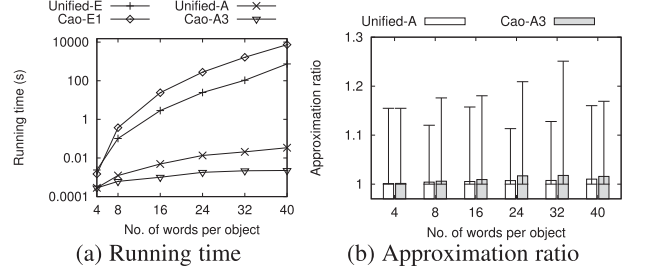 Unified-E Unified-A
Cao-E1 Cao-A3
10000
100
1
0.01
0.0001
Running time (s)
4 8 16 24 32 40
No. of words per object
(a) Running time
Unified-A Cao-A3
1.3
1.2
1.1
1
Approximation ratio
4 8 16 24 32 40
No. of words per object
(b) Approximation ratio